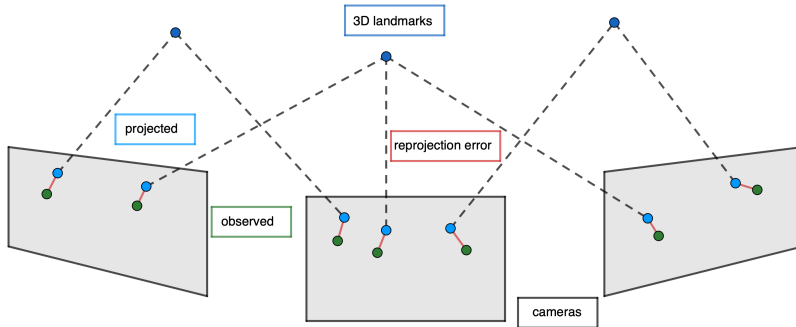 3D landmarks
projected
reprojection error
observed
cameras